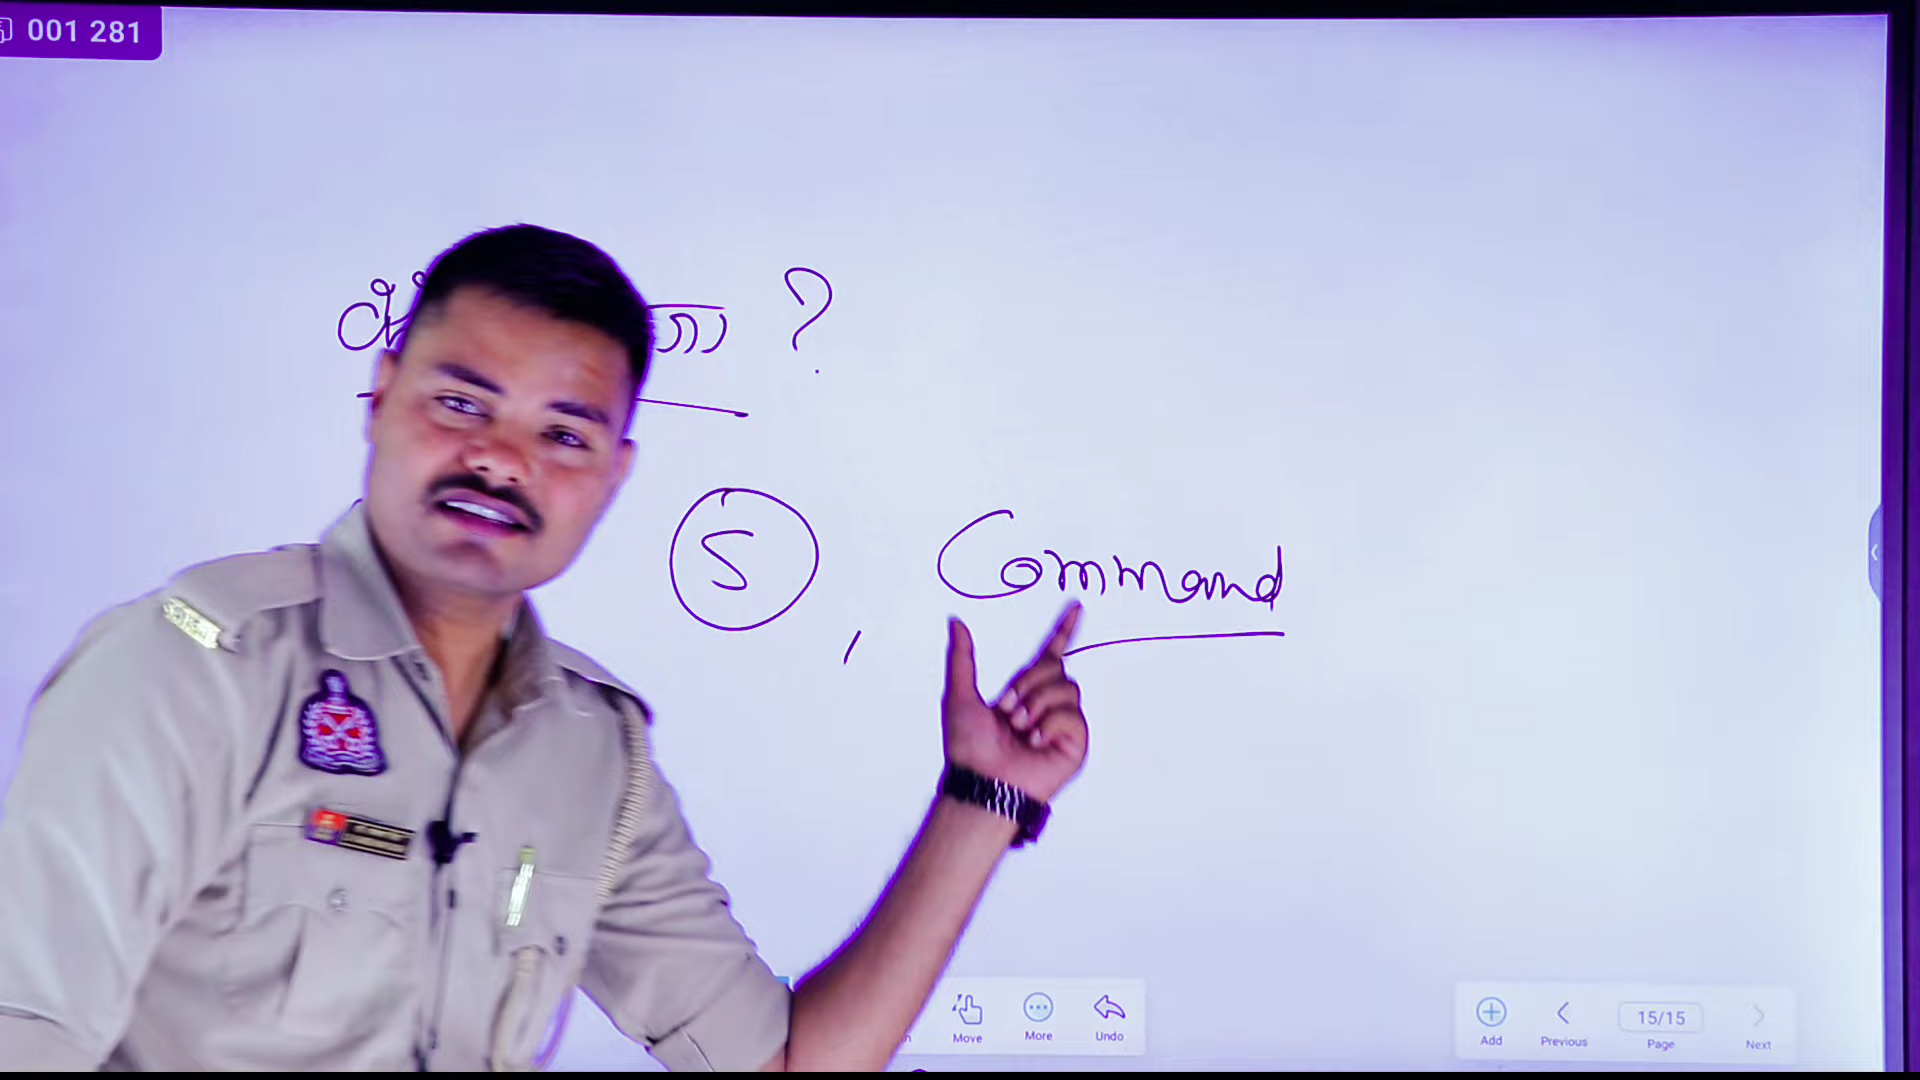 001 281
?
S, Command
Move More Undo
Add Previous 15/15 Page Next